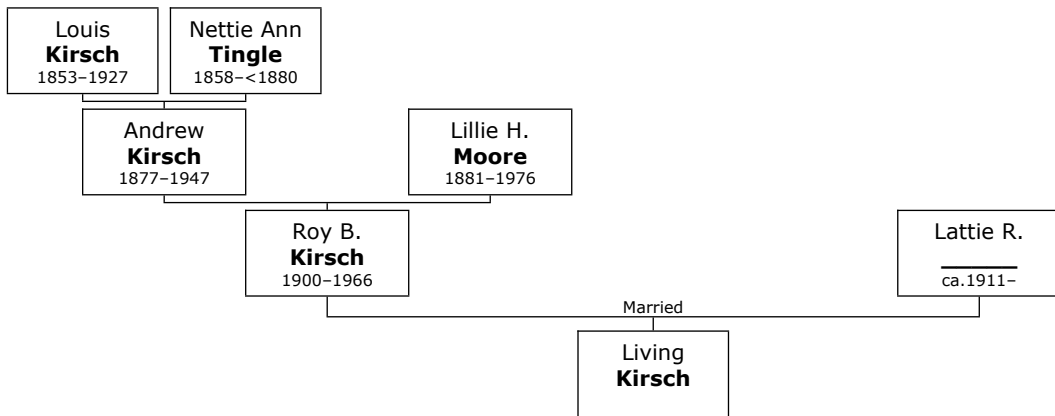 Louis
Kirsch
1853–1927
Nettie Ann
Tingle
1858–<1880
Andrew
Kirsch
1877–1947
Lillie H.
Moore
1881–1976
Roy B.
Kirsch
1900–1966
Lattie R.
_______
ca.1911–
Married
Living
Kirsch